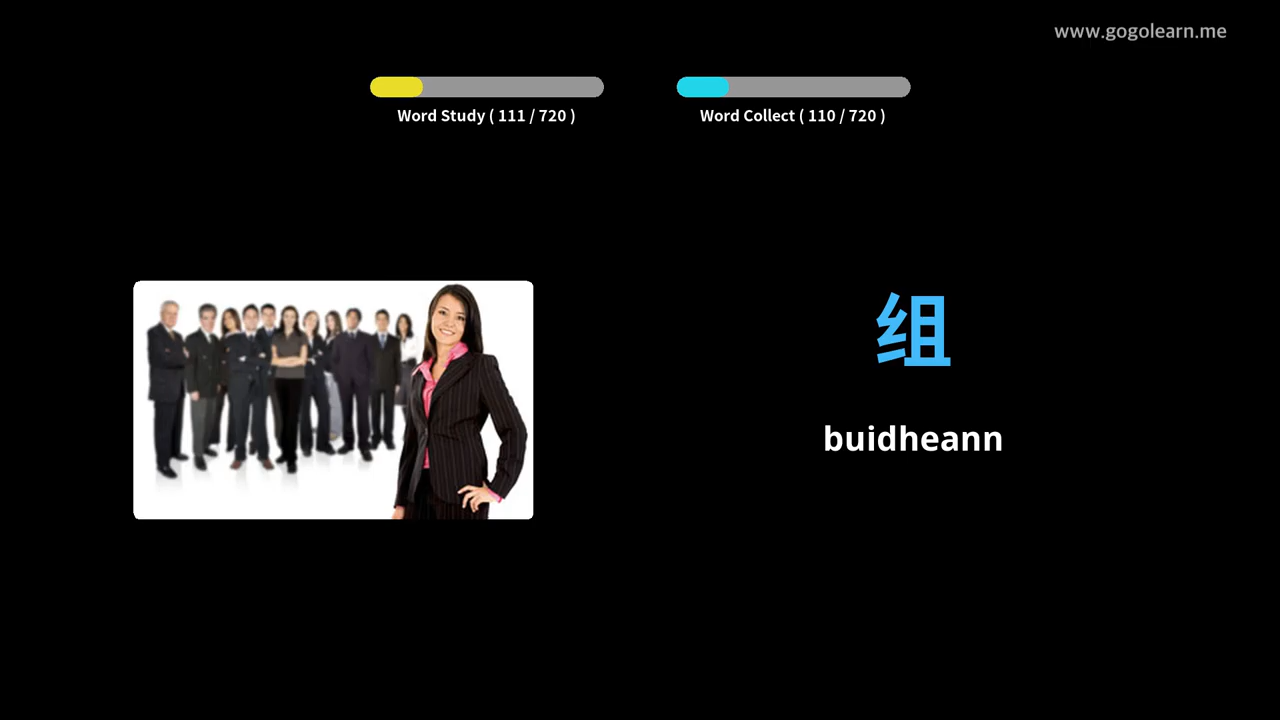 www.gogolearn.me
Word Study ( 111 / 720 )
Word Collect ( 110 / 720 )
组
buidheann